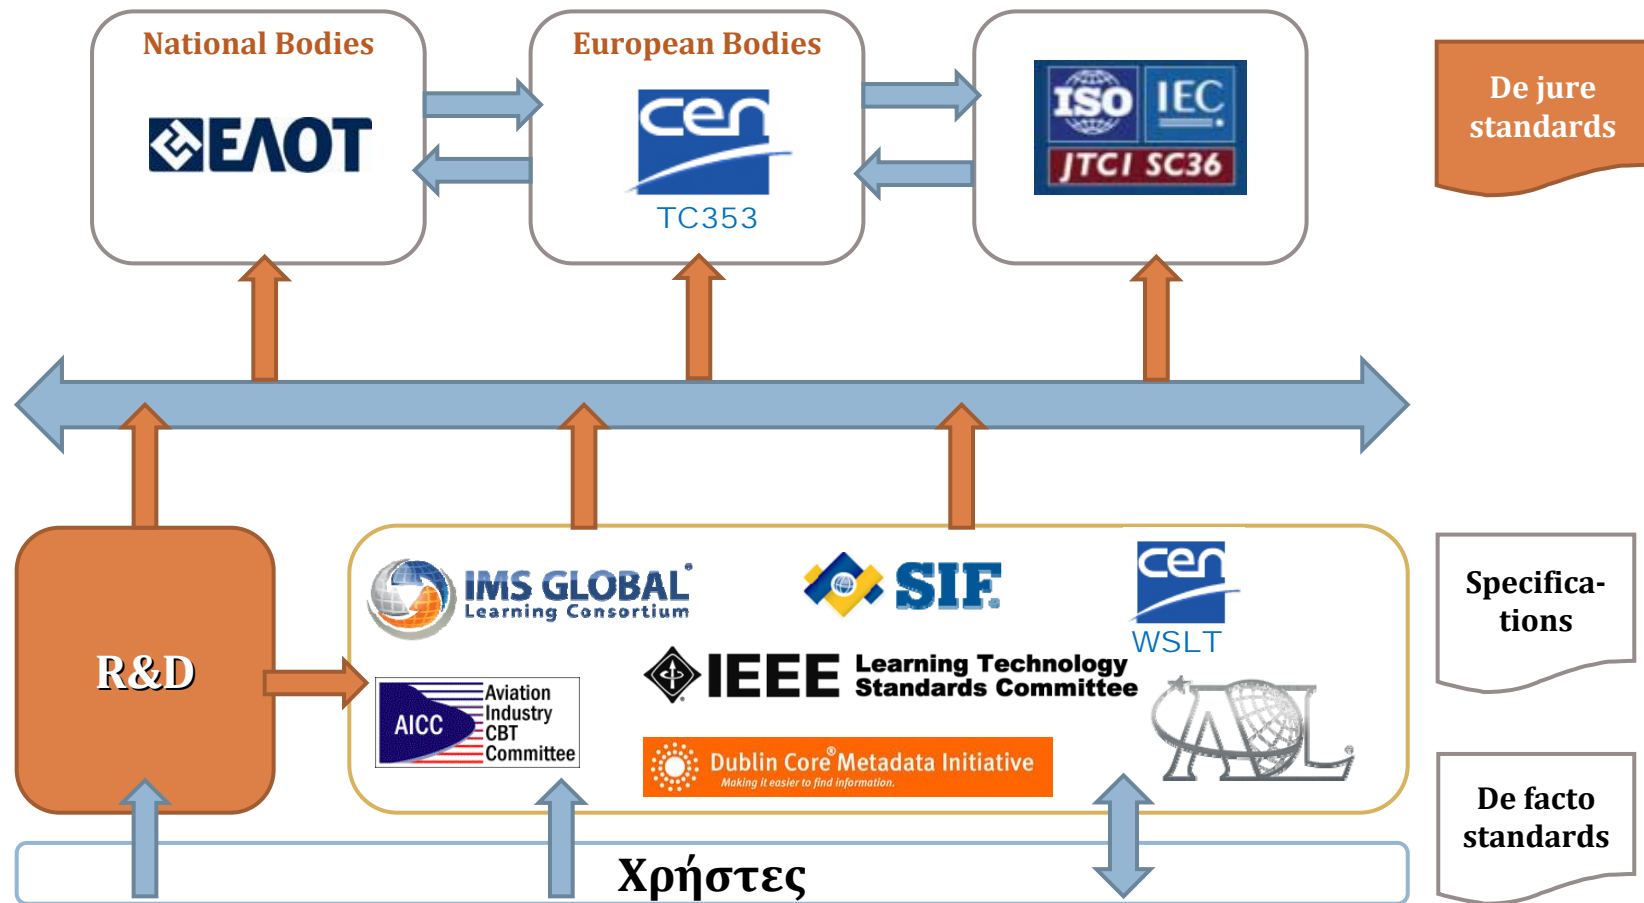 National Bodies
ΕΛΟΤ
European Bodies
cen
TC353
ISO IEC
JTC1 SC36
De jure
standards
R&D
IMS GLOBAL®
Learning Consortium
SIF
cen
WSLT
IEEE Learning Technology
Standards Committee
AICC
Aviation
Industry
CBT
Committee
Dublin Core® Metadata Initiative
Making it easier to find information.
ADL
Specifica-
tions
De facto
standards
Χρήστες